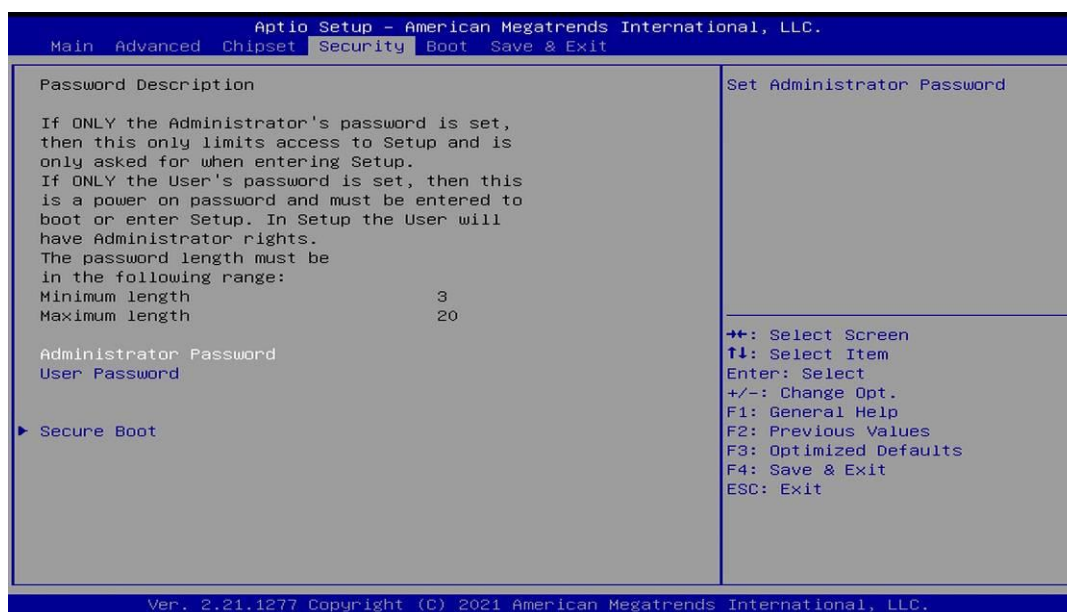 Aptio Setup – American Megatrends International, LLC.
Main Advanced Chipset Security Boot Save & Exit
Password Description
If ONLY the Administrator's password is set,
then this only limits access to Setup and is
only asked for when entering Setup.
If ONLY the User's password is set, then this
is a power on password and must be entered to
boot or enter Setup. In Setup the User will
have Administrator rights.
The password length must be
in the following range:
Minimum length 3
Maximum length 20
Administrator Password
User Password
Secure Boot
Set Administrator Password
→←: Select Screen
↑↓: Select Item
Enter: Select
+/-: Change Opt.
F1: General Help
F2: Previous Values
F3: Optimized Defaults
F4: Save & Exit
ESC: Exit
Ver. 2.21.1277 Copyright (C) 2021 American Megatrends International, LLC.